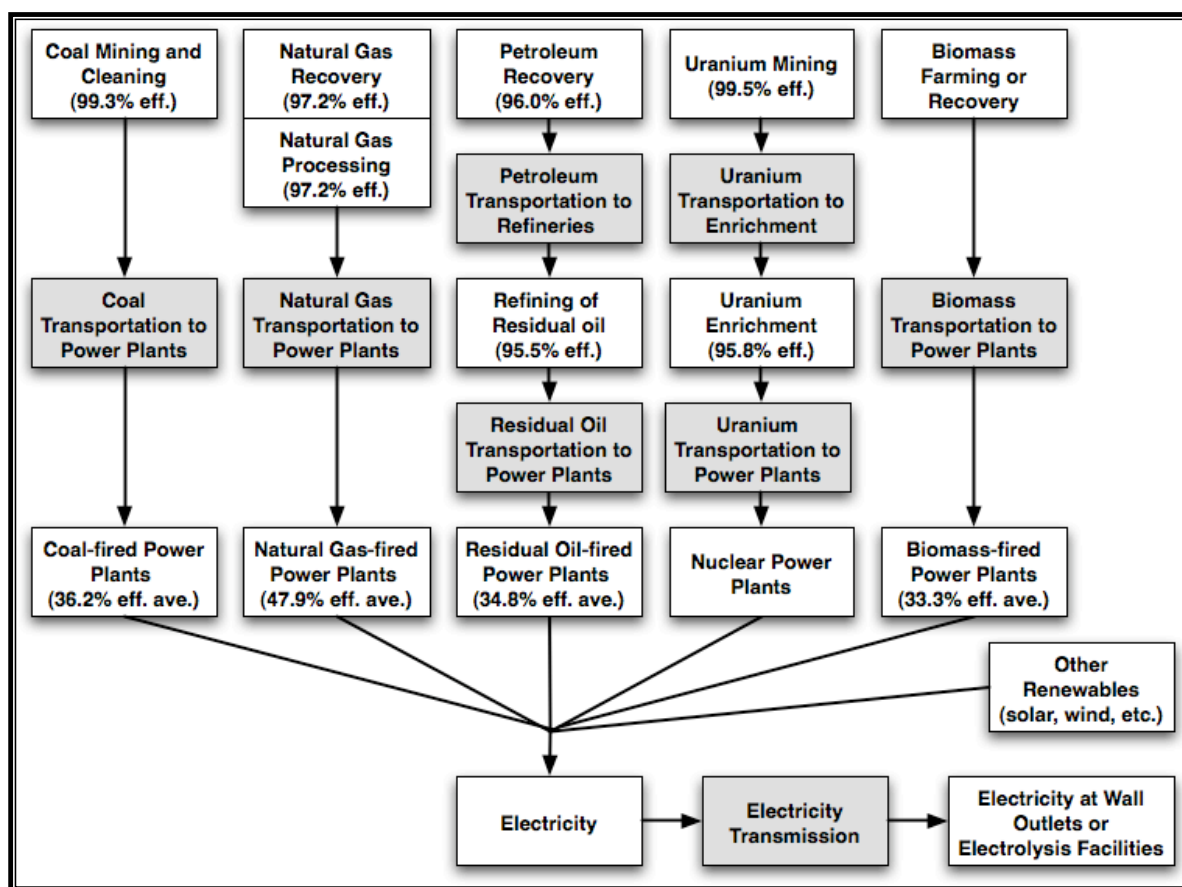 Coal Mining and
Cleaning
(99.3% eff.)
Natural Gas
Recovery
(97.2% eff.)
Petroleum
Recovery
(96.0% eff.)
Uranium Mining
(99.5% eff.)
Biomass
Farming or
Recovery
Natural Gas
Processing
(97.2% eff.)
Petroleum
Transportation to
Refineries
Uranium
Transportation to
Enrichment
Coal
Transportation to
Power Plants
Natural Gas
Transportation to
Power Plants
Refining of
Residual oil
(95.5% eff.)
Uranium
Enrichment
(95.8% eff.)
Biomass
Transportation to
Power Plants
Residual Oil
Transportation to
Power Plants
Uranium
Transportation to
Power Plants
Coal-fired Power
Plants
(36.2% eff. ave.)
Natural Gas-fired
Power Plants
(47.9% eff. ave.)
Residual Oil-fired
Power Plants
(34.8% eff. ave.)
Nuclear Power
Plants
Biomass-fired
Power Plants
(33.3% eff. ave.)
Other
Renewables
(solar, wind, etc.)
Electricity
Electricity
Transmission
Electricity at Wall
Outlets or
Electrolysis Facilities